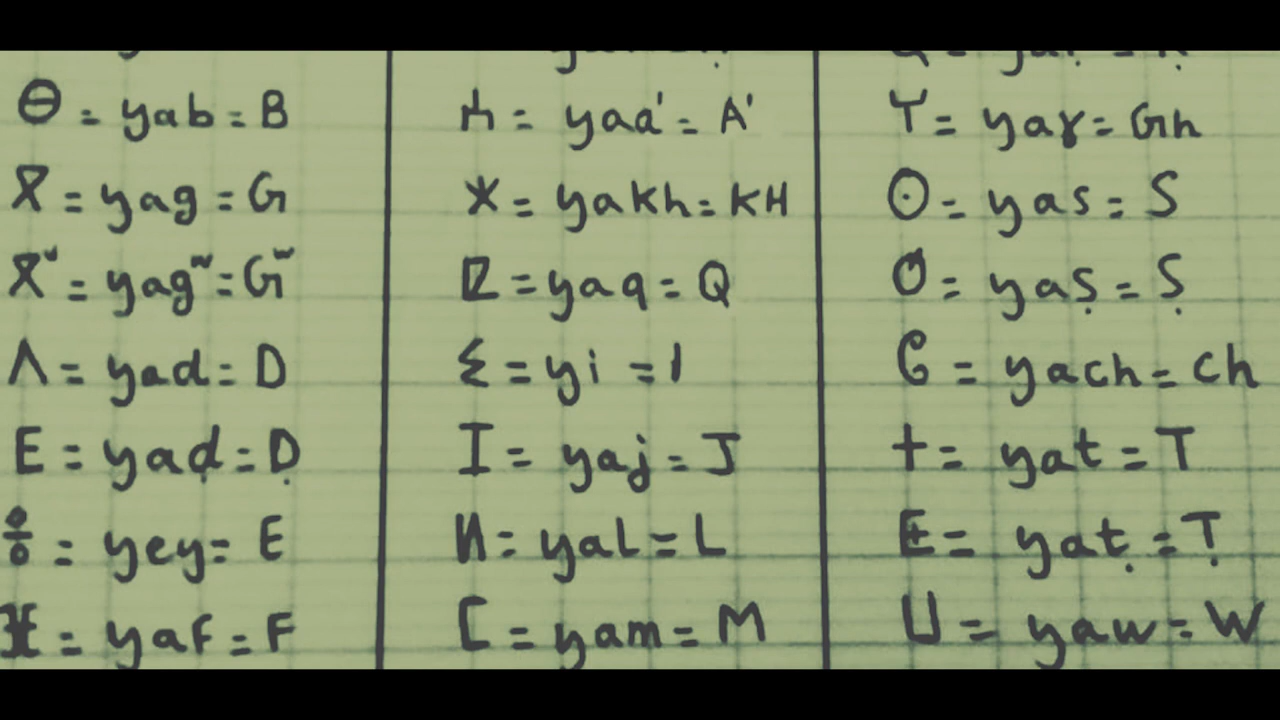 ⴱ = yab = B
ⴳ = yag = G
ⴳⵯ = yagʷ = Gʷ
ⴷ = yad = D
ⴹ = yaḍ = Ḍ
ⴻ = yey = E
ⴼ = yaf = F
ⵄ = yaa' = A'
ⵅ = yakh = KH
ⵇ = yaq = Q
ⵉ = yi = I
ⵊ = yaj = J
ⵍ = yal = L
ⵎ = yam = M
ⵖ = yaɣ = Gh
ⵙ = yas = S
ⵚ = yaṣ = Ṣ
ⵛ = yach = ch
ⵜ = yat = T
ⵟ = yaṭ = Ṭ
ⵡ = yaw = W